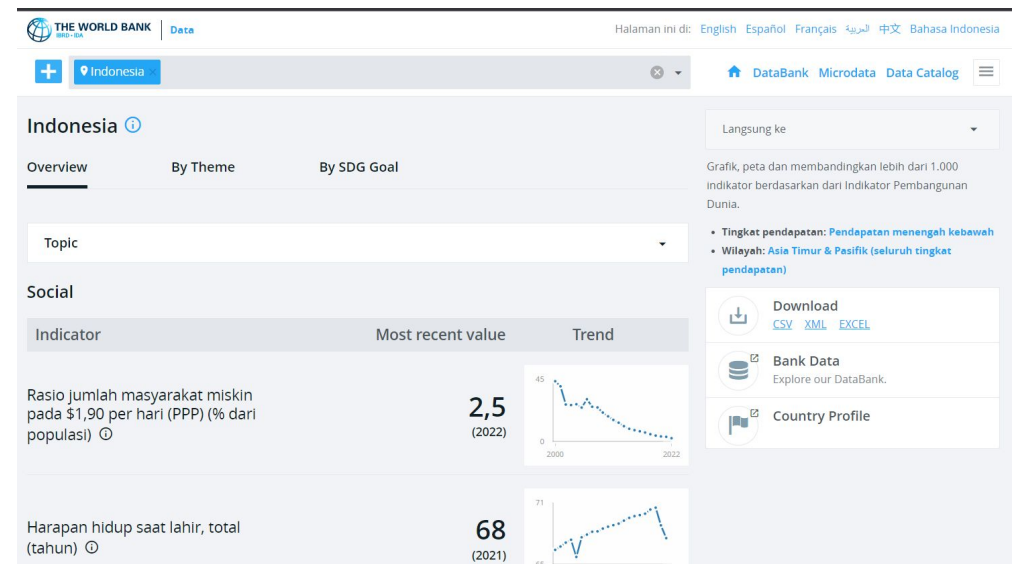 THE WORLD BANK
IBRD • IDA
Data
Halaman ini di: English Español Français العربية 中文 Bahasa Indonesia
Indonesia ×
DataBank Microdata Data Catalog
Indonesia
Langsung ke
Overview By Theme By SDG Goal
Grafik, peta dan membandingkan lebih dari 1.000
indikator berdasarkan dari Indikator Pembangunan
Dunia.
• Tingkat pendapatan: Pendapatan menengah kebawah
• Wilayah: Asia Timur & Pasifik (seluruh tingkat
pendapatan)
Topic
Social
Indicator Most recent value Trend
Download
CSV XML EXCEL
Bank Data
Explore our DataBank.
Country Profile
Rasio jumlah masyarakat miskin
pada $1,90 per hari (PPP) (% dari
populasi)
2,5
(2022)
45
0
2000 2022
Harapan hidup saat lahir, total
(tahun)
68
(2021)
71